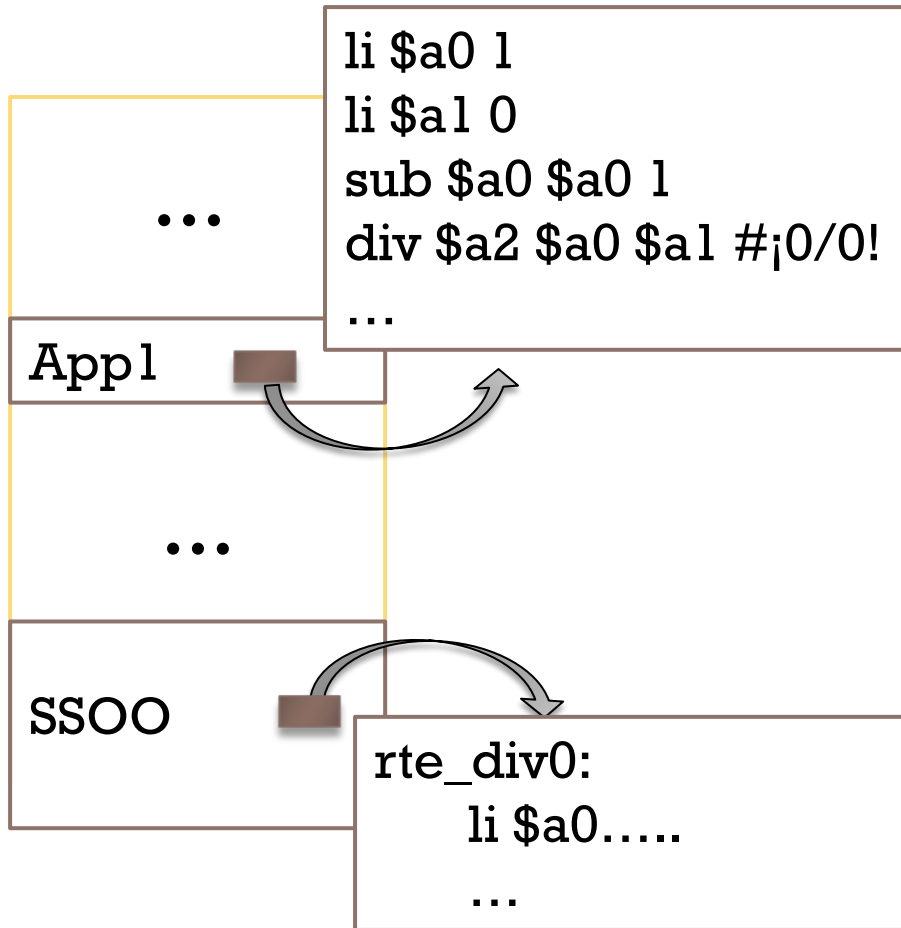 li $a0 1
li $a1 0
sub $a0 $a0 1
div $a2 $a0 $a1 #¡0/0!
…
…
App1
…
SSOO
rte_div0:
li $a0…..
…